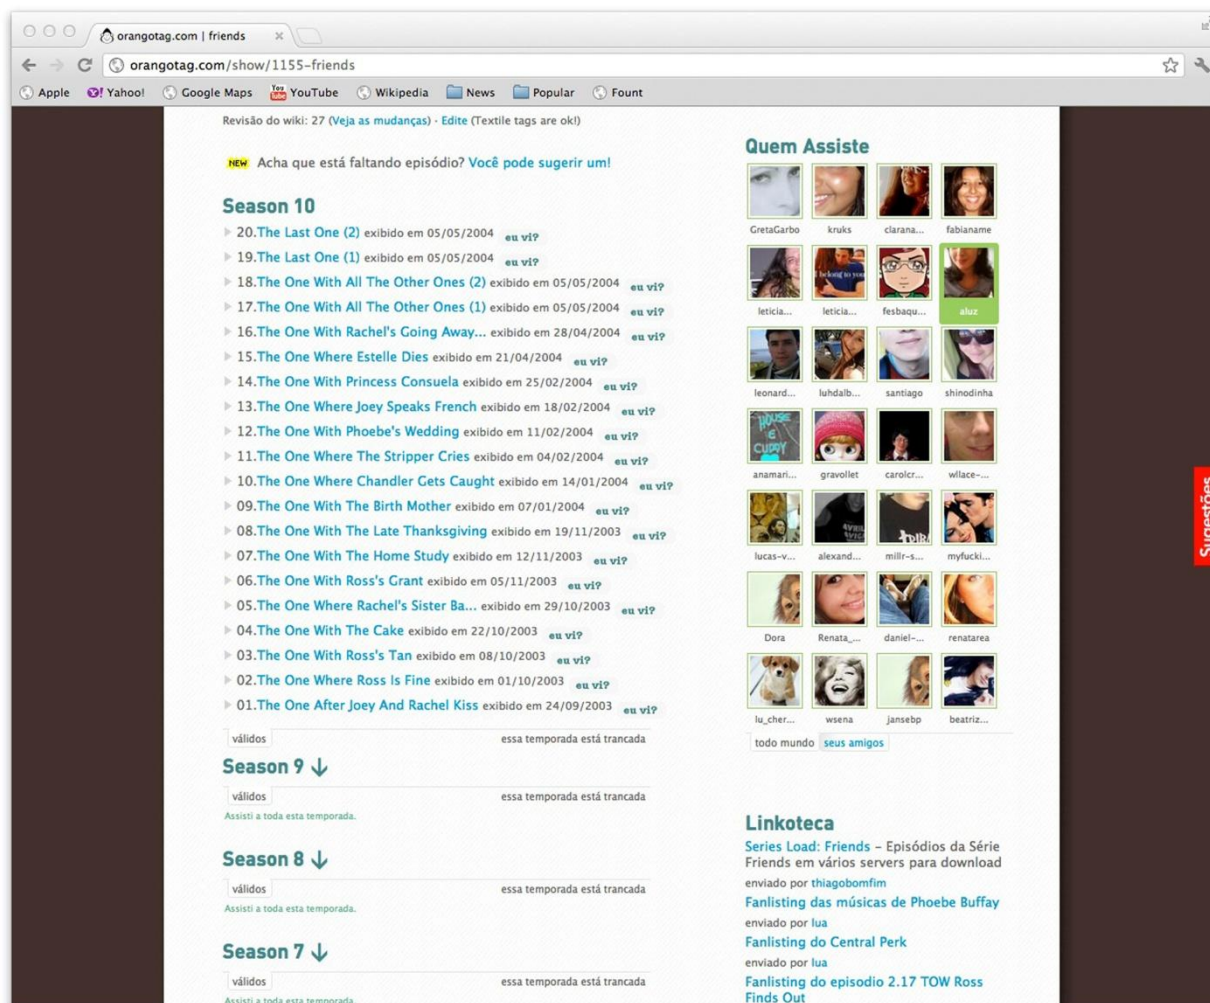 orangotag.com | friends
orangotag.com/show/1155-friends
Apple Yahoo! Google Maps YouTube Wikipedia News Popular Fount
Revisão do wiki: 27 (Veja as mudanças) - Edite (Textile tags are ok!)
NEW Acha que está faltando episódio? Você pode sugerir um!
Season 10
20.The Last One (2) exibido em 05/05/2004 eu vi?
19.The Last One (1) exibido em 05/05/2004 eu vi?
18.The One With All The Other Ones (2) exibido em 05/05/2004 eu vi?
17.The One With All The Other Ones (1) exibido em 05/05/2004 eu vi?
16.The One With Rachel's Going Away... exibido em 28/04/2004 eu vi?
15.The One Where Estelle Dies exibido em 21/04/2004 eu vi?
14.The One With Princess Consuela exibido em 25/02/2004 eu vi?
13.The One Where Joey Speaks French exibido em 18/02/2004 eu vi?
12.The One With Phoebe's Wedding exibido em 11/02/2004 eu vi?
11.The One Where The Stripper Cries exibido em 04/02/2004 eu vi?
10.The One Where Chandler Gets Caught exibido em 14/01/2004 eu vi?
09.The One With The Birth Mother exibido em 07/01/2004 eu vi?
08.The One With The Late Thanksgiving exibido em 19/11/2003 eu vi?
07.The One With The Home Study exibido em 12/11/2003 eu vi?
06.The One With Ross's Grant exibido em 05/11/2003 eu vi?
05.The One Where Rachel's Sister Ba... exibido em 29/10/2003 eu vi?
04.The One With The Cake exibido em 22/10/2003 eu vi?
03.The One With Ross's Tan exibido em 08/10/2003 eu vi?
02.The One Where Ross Is Fine exibido em 01/10/2003 eu vi?
01.The One After Joey And Rachel Kiss exibido em 24/09/2003 eu vi?
válidos essa temporada está trancada
Season 9 ↓
válidos essa temporada está trancada
Assisti a toda esta temporada.
Season 8 ↓
válidos essa temporada está trancada
Assisti a toda esta temporada.
Season 7 ↓
válidos essa temporada está trancada
Assisti a toda esta temporada.
Quem Assiste
GretaGarbo kruks clarana... fabianame
I belong to you
leticia... leticia... fesbaqu... aluz
leonard... luhdalb... santiago shinodinha
HOUSE
E
CUDDY
anamari... gravollet carolcr... wllace-...
lucas-v... alexand... millr-s... myfucki...
Dora Renata_... daniel-... renatarea
lu_cher... wsena jansebp beatriz...
todo mundo seus amigos
Linkoteca
Series Load: Friends – Episódios da Série
Friends em vários servers para download
enviado por thiagobomfim
Fanlisting das músicas de Phoebe Buffay
enviado por lua
Fanlisting do Central Perk
enviado por lua
Fanlisting do episodio 2.17 TOW Ross
Finds Out
Sugestões